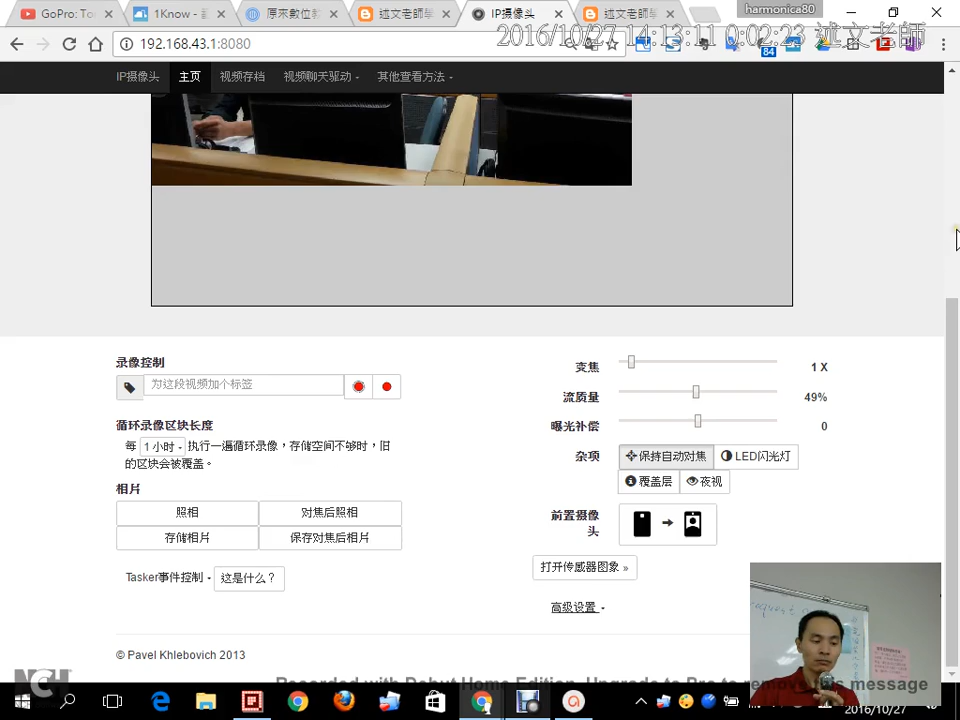 harmonica80
GoPro: To
1Know - 翻
原來數位教
述文老師學
IP摄像头
述文老師學
192.168.43.1:8080
2016/10/27 14:13:11 0:02:23 述文老師
84
IP摄像头 主页 视频存档 视频聊天驱动 其他查看方法
录像控制
为这段视频加个标签
循环录像区块长度
每 1 小时 执行一遍循环录像，存储空间不够时，旧
的区块会被覆盖。
相片
照相 对焦后照相
存储相片 保存对焦后相片
Tasker事件控制 这是什么？
变焦 1 X
流质量 49%
曝光补偿 0
杂项 保持自动对焦 LED闪光灯
覆盖层 夜视
前置摄像
头
打开传感器图象 »
高级设置
© Pavel Khlebovich 2013
NCH
Recorded with Debut Home Edition. Upgrade to Pro to remove this message
2016/10/27